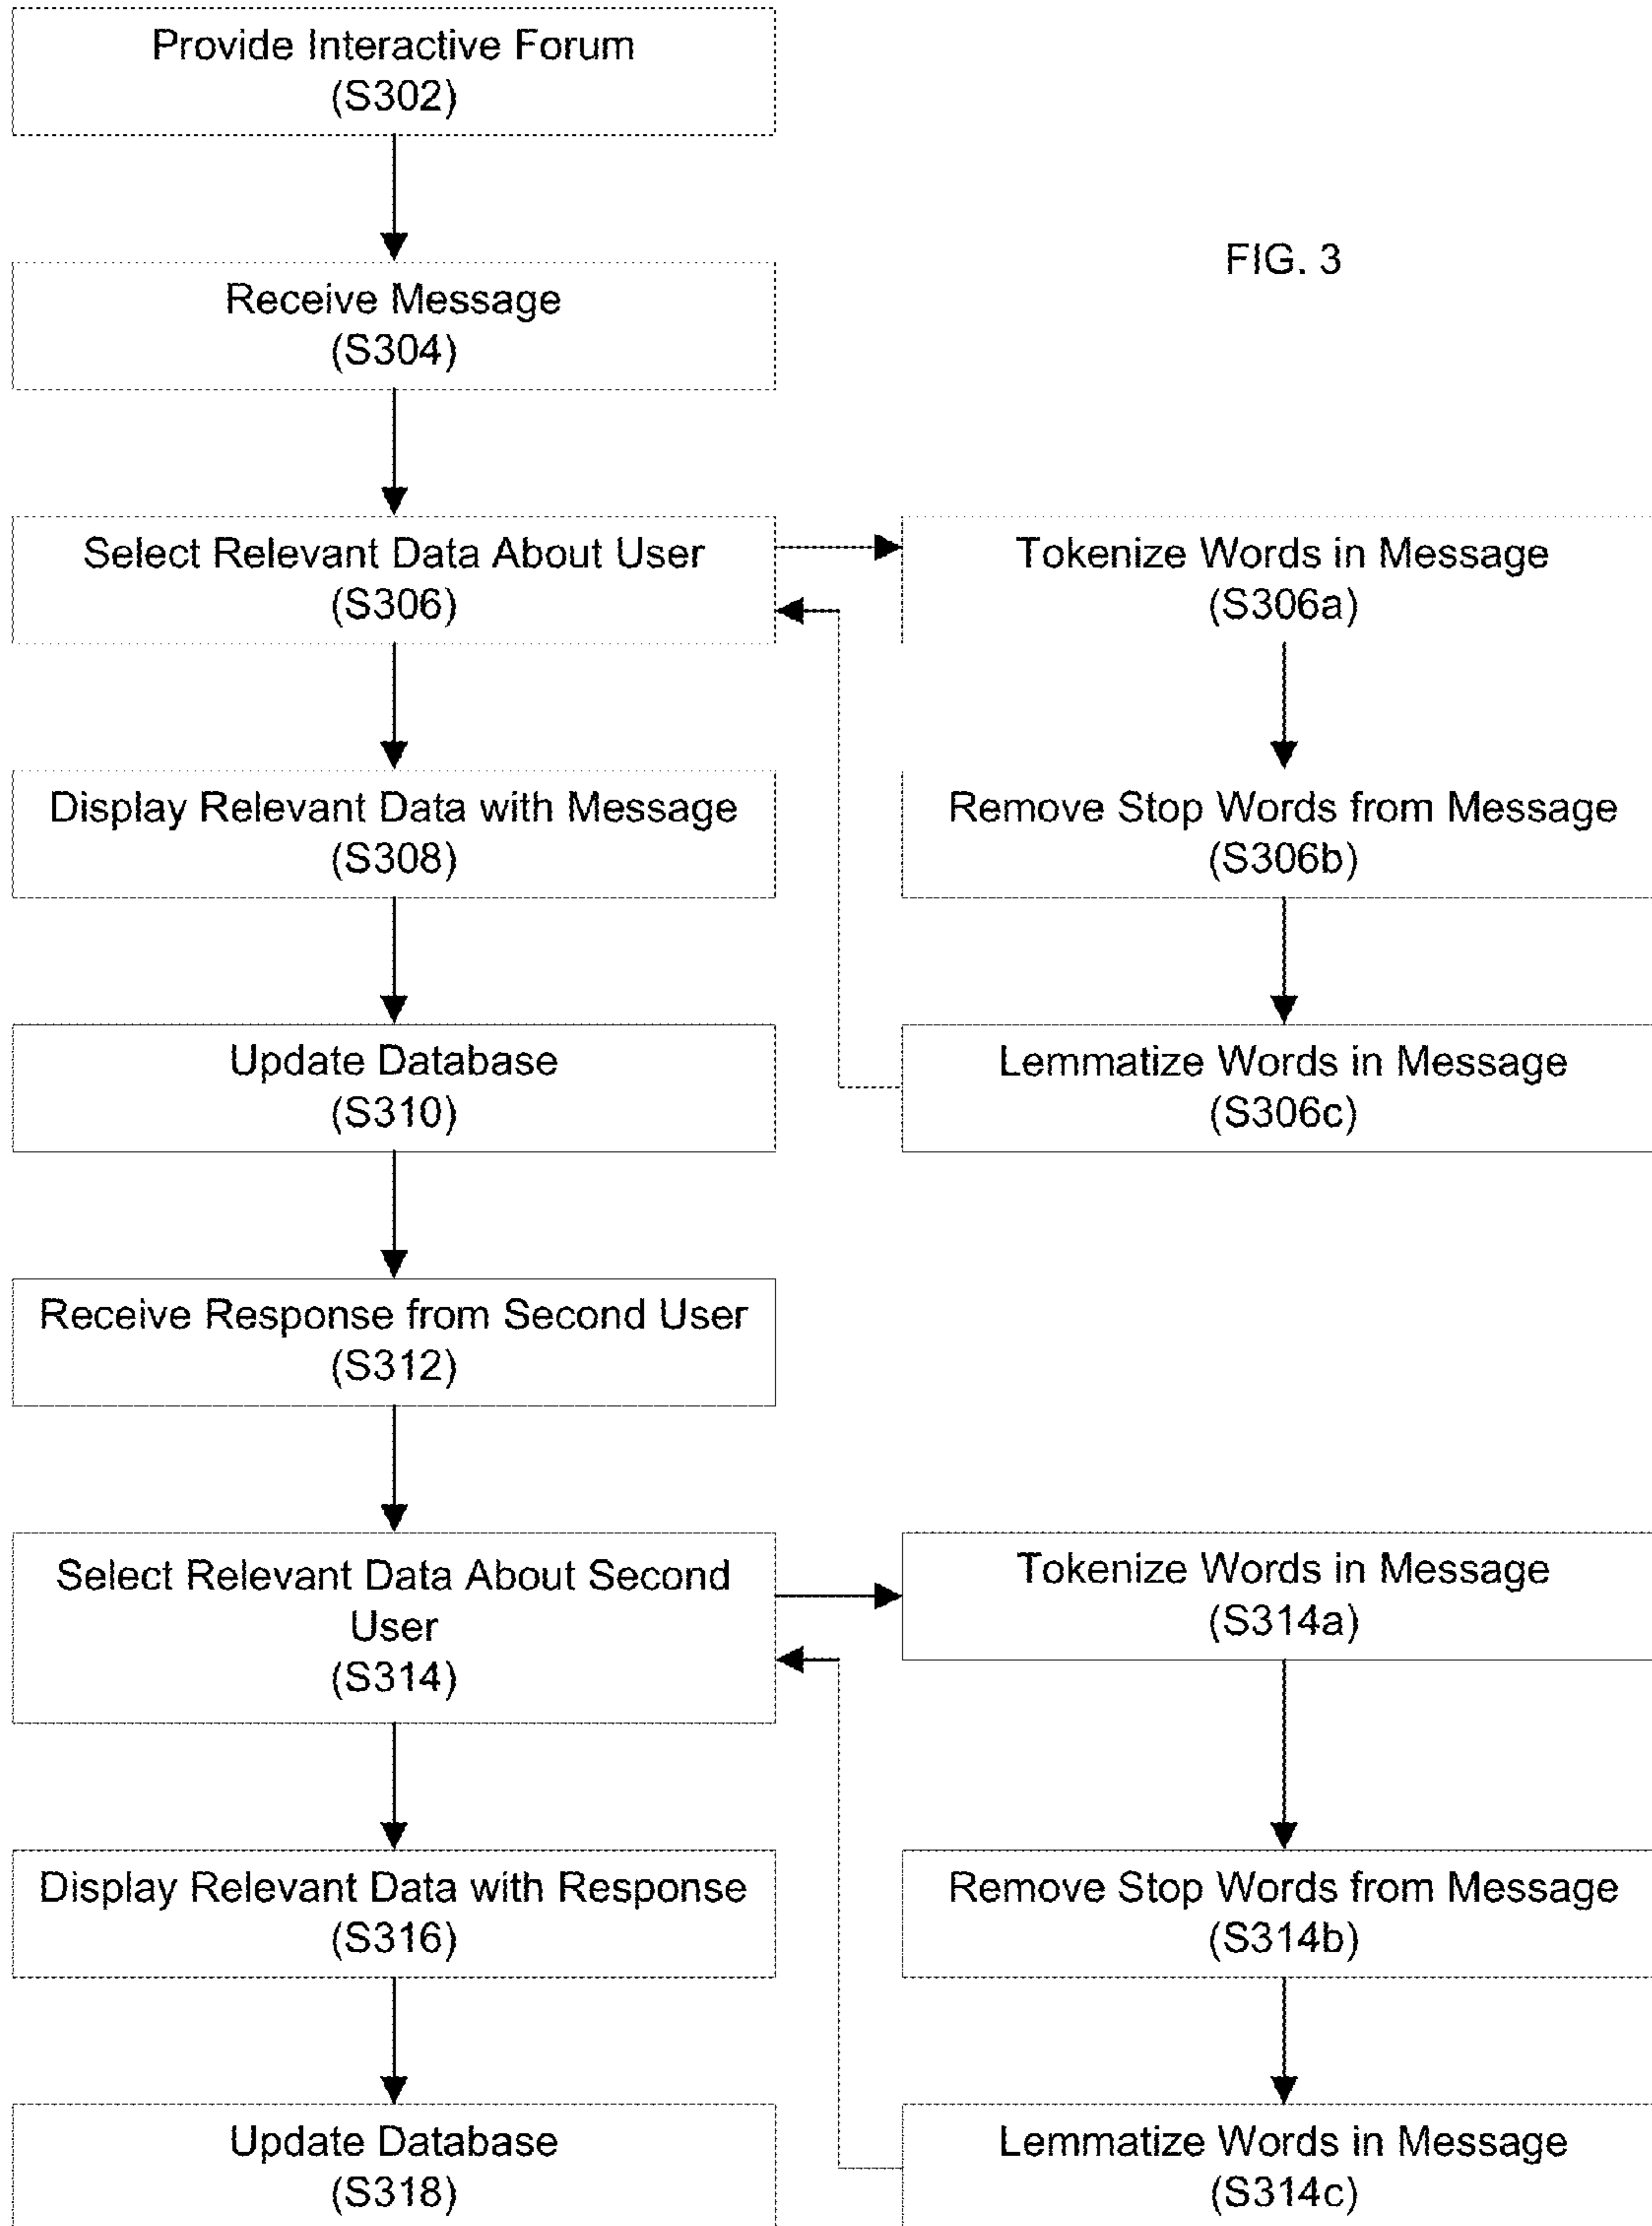 Provide Interactive Forum
(S302)
FIG. 3
Receive Message
(S304)
Select Relevant Data About User
(S306)
Tokenize Words in Message
(S306a)
Display Relevant Data with Message
(S308)
Remove Stop Words from Message
(S306b)
Update Database
(S310)
Lemmatize Words in Message
(S306c)
Receive Response from Second User
(S312)
Select Relevant Data About Second
User
(S314)
Tokenize Words in Message
(S314a)
Display Relevant Data with Response
(S316)
Remove Stop Words from Message
(S314b)
Update Database
(S318)
Lemmatize Words in Message
(S314c)